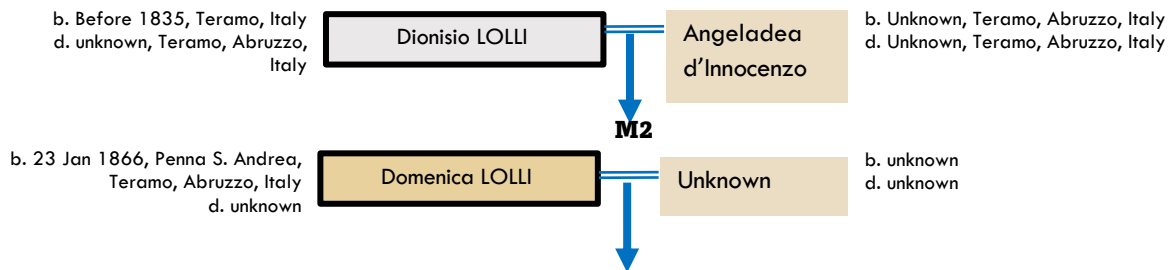 b. Before 1835, Teramo, Italy
d. unknown, Teramo, Abruzzo,
Italy
Dionisio LOLLI
Angeladea
d’Innocenzo
b. Unknown, Teramo, Abruzzo, Italy
d. Unknown, Teramo, Abruzzo, Italy
M2
b. 23 Jan 1866, Penna S. Andrea,
Teramo, Abruzzo, Italy
d. unknown
Domenica LOLLI
Unknown
b. unknown
d. unknown